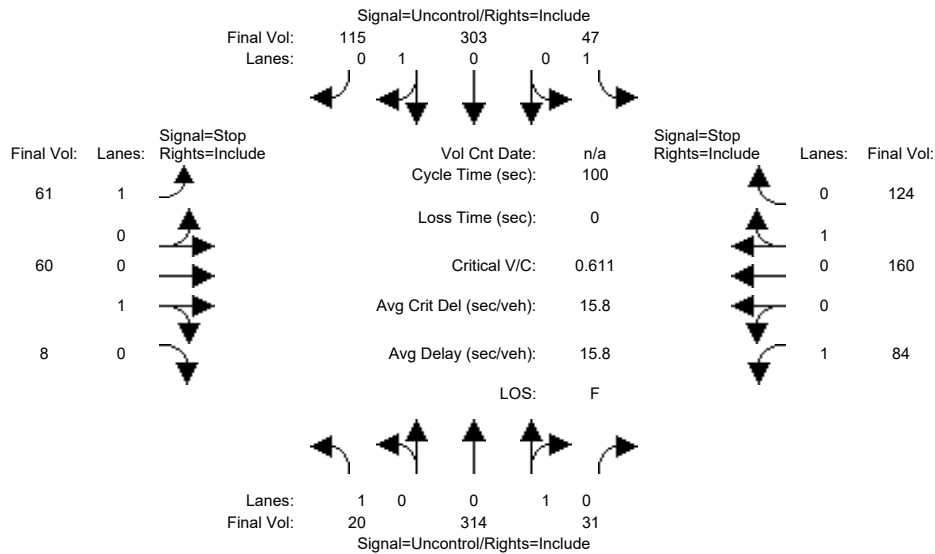 Signal=Uncontrol/Rights=Include
Final Vol: 115 303 47
Lanes: 0 1 0 0 1
Signal=Stop Signal=Stop
Final Vol: Lanes: Rights=Include Vol Cnt Date: n/a Rights=Include Lanes: Final Vol:
Cycle Time (sec): 100
61 1 0 124
Loss Time (sec): 0
0 1
60 0 Critical V/C: 0.611 0 160
1 Avg Crit Del (sec/veh): 15.8 0
8 0 Avg Delay (sec/veh): 15.8 1 84
LOS: F
Lanes: 1 0 0 1 0
Final Vol: 20 314 31
Signal=Uncontrol/Rights=Include